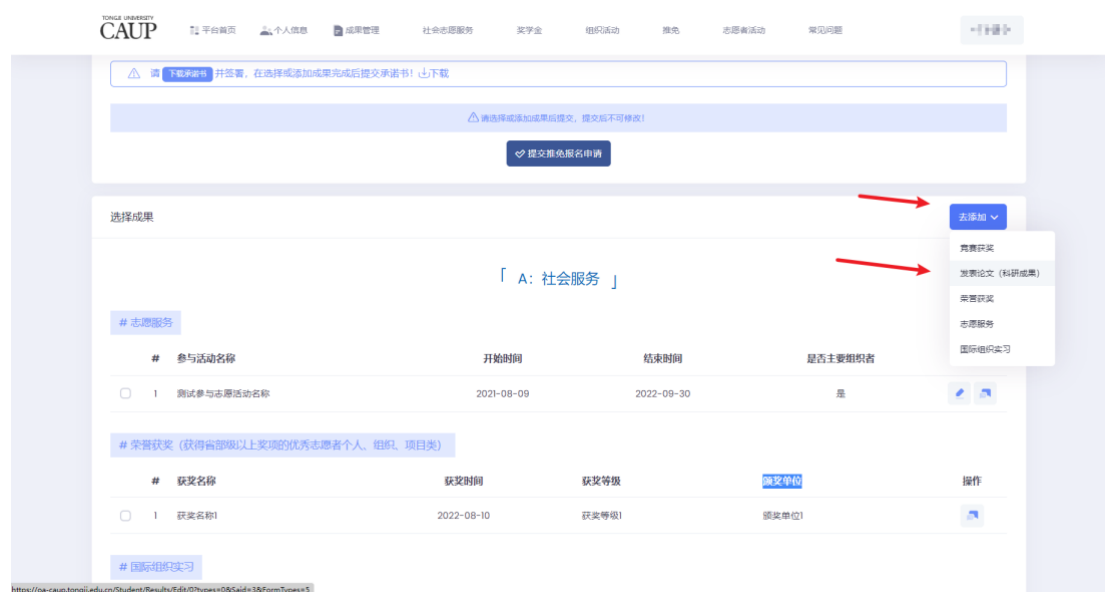 TONGJI UNIVERSITY
CAUP 平台首页 个人信息 成果管理 社会志愿服务 奖学金 组织活动 推免 志愿者活动 常见问题
请 下载承诺书 并签署，在选择或添加成果完成后提交承诺书! 下载
请选择或添加成果后提交，提交后不可修改!
提交推免报名申请
选择成果 去添加
竞赛获奖
发表论文（科研成果）
荣誉获奖
志愿服务
国际组织实习
「 A：社会服务 」
# 志愿服务
# 参与活动名称 开始时间 结束时间 是否主要组织者
1 测试参与志愿活动名称 2021-08-09 2022-09-30 是
# 荣誉获奖（获得省部级以上奖项的优秀志愿者个人、组织、项目类）
# 获奖名称 获奖时间 获奖等级 颁奖单位 操作
1 获奖名称1 2022-08-10 获奖等级1 颁奖单位1
# 国际组织实习
https://oa-caup.tongji.edu.cn/Student/Results/Edit/0?types=0&Said=3&FormTypes=5